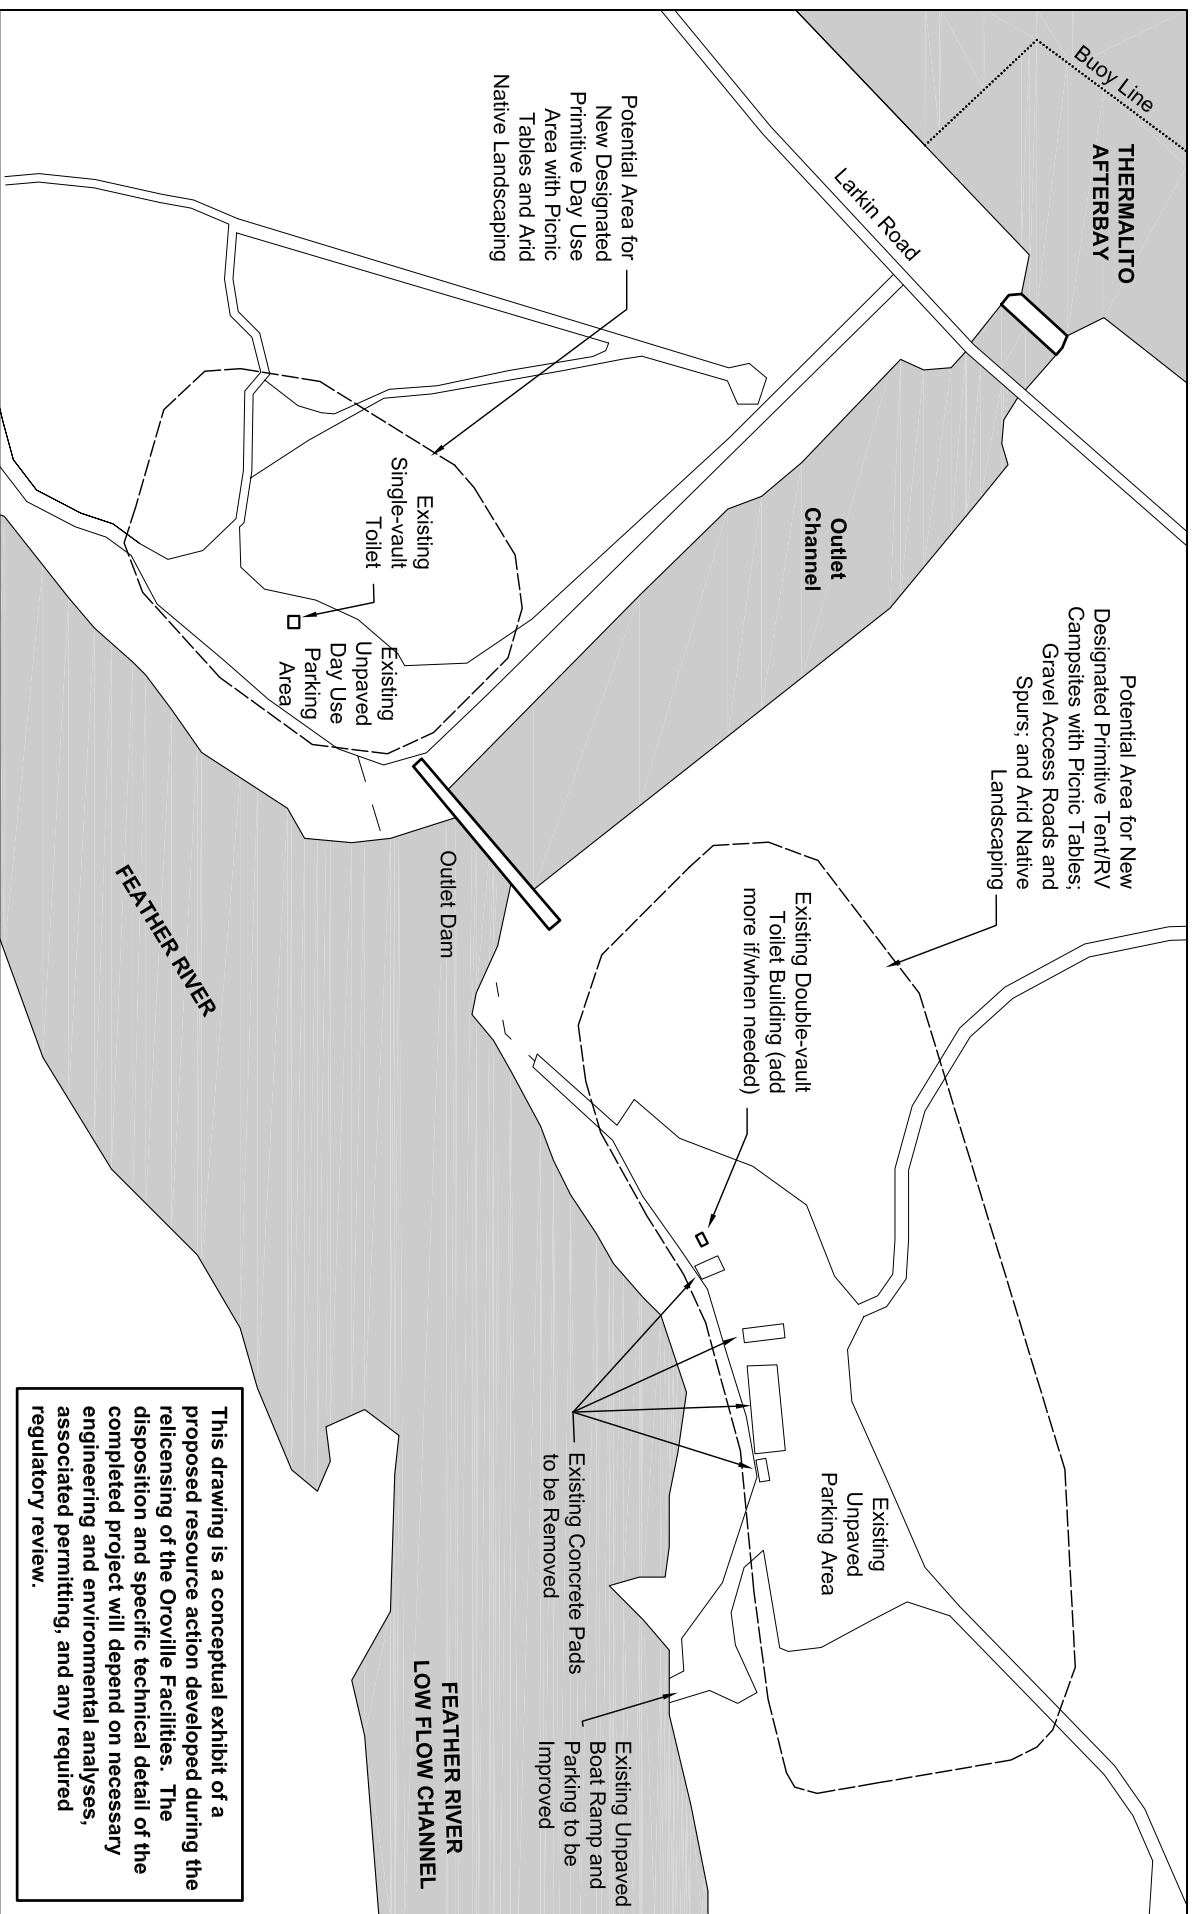 Buoy Line
THERMALITO
AFTERBAY
Larkin Road
Potential Area for
New Designated
Primitive Day Use
Area with Picnic
Tables and Arid
Native Landscaping
Outlet
Channel
Existing
Single-vault
Toilet
Existing
Unpaved
Day Use
Parking
Area
Potential Area for New
Designated Primitive Tent/RV
Campsites with Picnic Tables;
Gravel Access Roads and
Spurs; and Arid Native
Landscaping
Outlet Dam
FEATHER RIVER
Existing Double-vault
Toilet Building (add
more if/when needed)
Existing
Unpaved
Parking Area
Existing Concrete Pads
to be Removed
Existing Unpaved
Boat Ramp and
Parking to be
Improved
FEATHER RIVER
LOW FLOW CHANNEL
This drawing is a conceptual exhibit of a
proposed resource action developed during the
relicensing of the Oroville Facilities.  The
disposition and specific technical detail of the
completed project will depend on necessary
engineering and environmental analyses,
associated permitting, and any required
regulatory review.